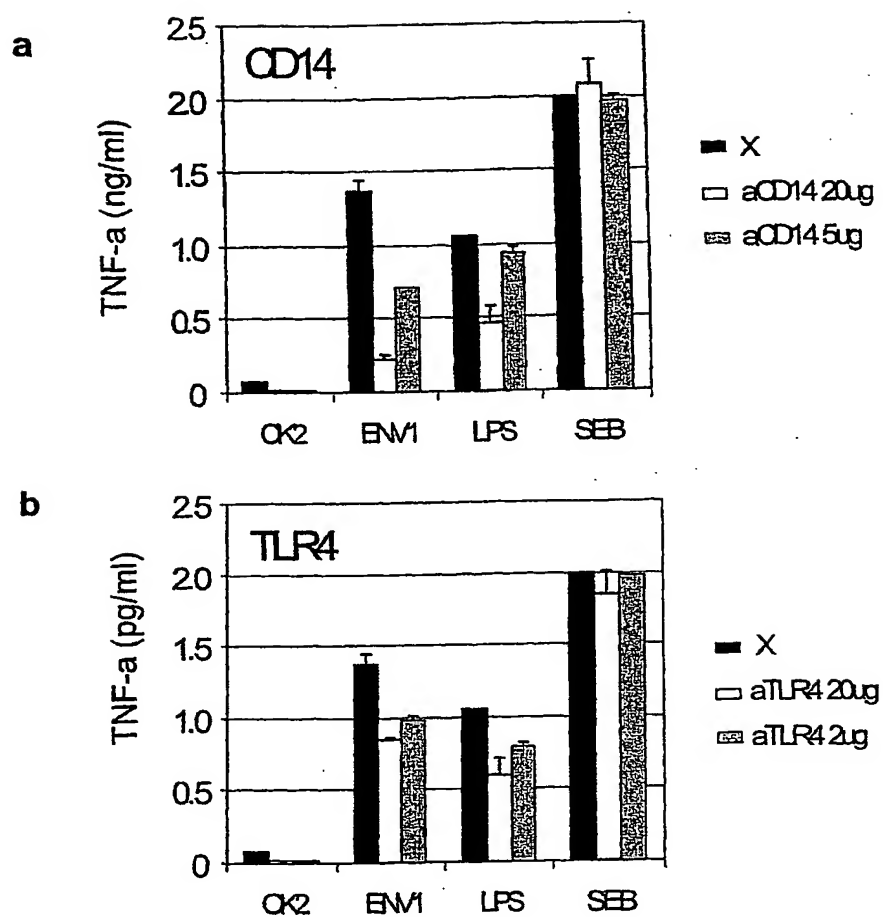 a
CD14
TNF-a (ng/ml)
2.5
2.0
1.5
1.0
0.5
0
CK2 ENV1 LPS SEB
X
aCD14 20ug
aCD14 5ug
b
TLR4
TNF-a (pg/ml)
2.5
2.0
1.5
1.0
0.5
0
CK2 ENV1 LPS SEB
X
aTLR4 20ug
aTLR4 2ug